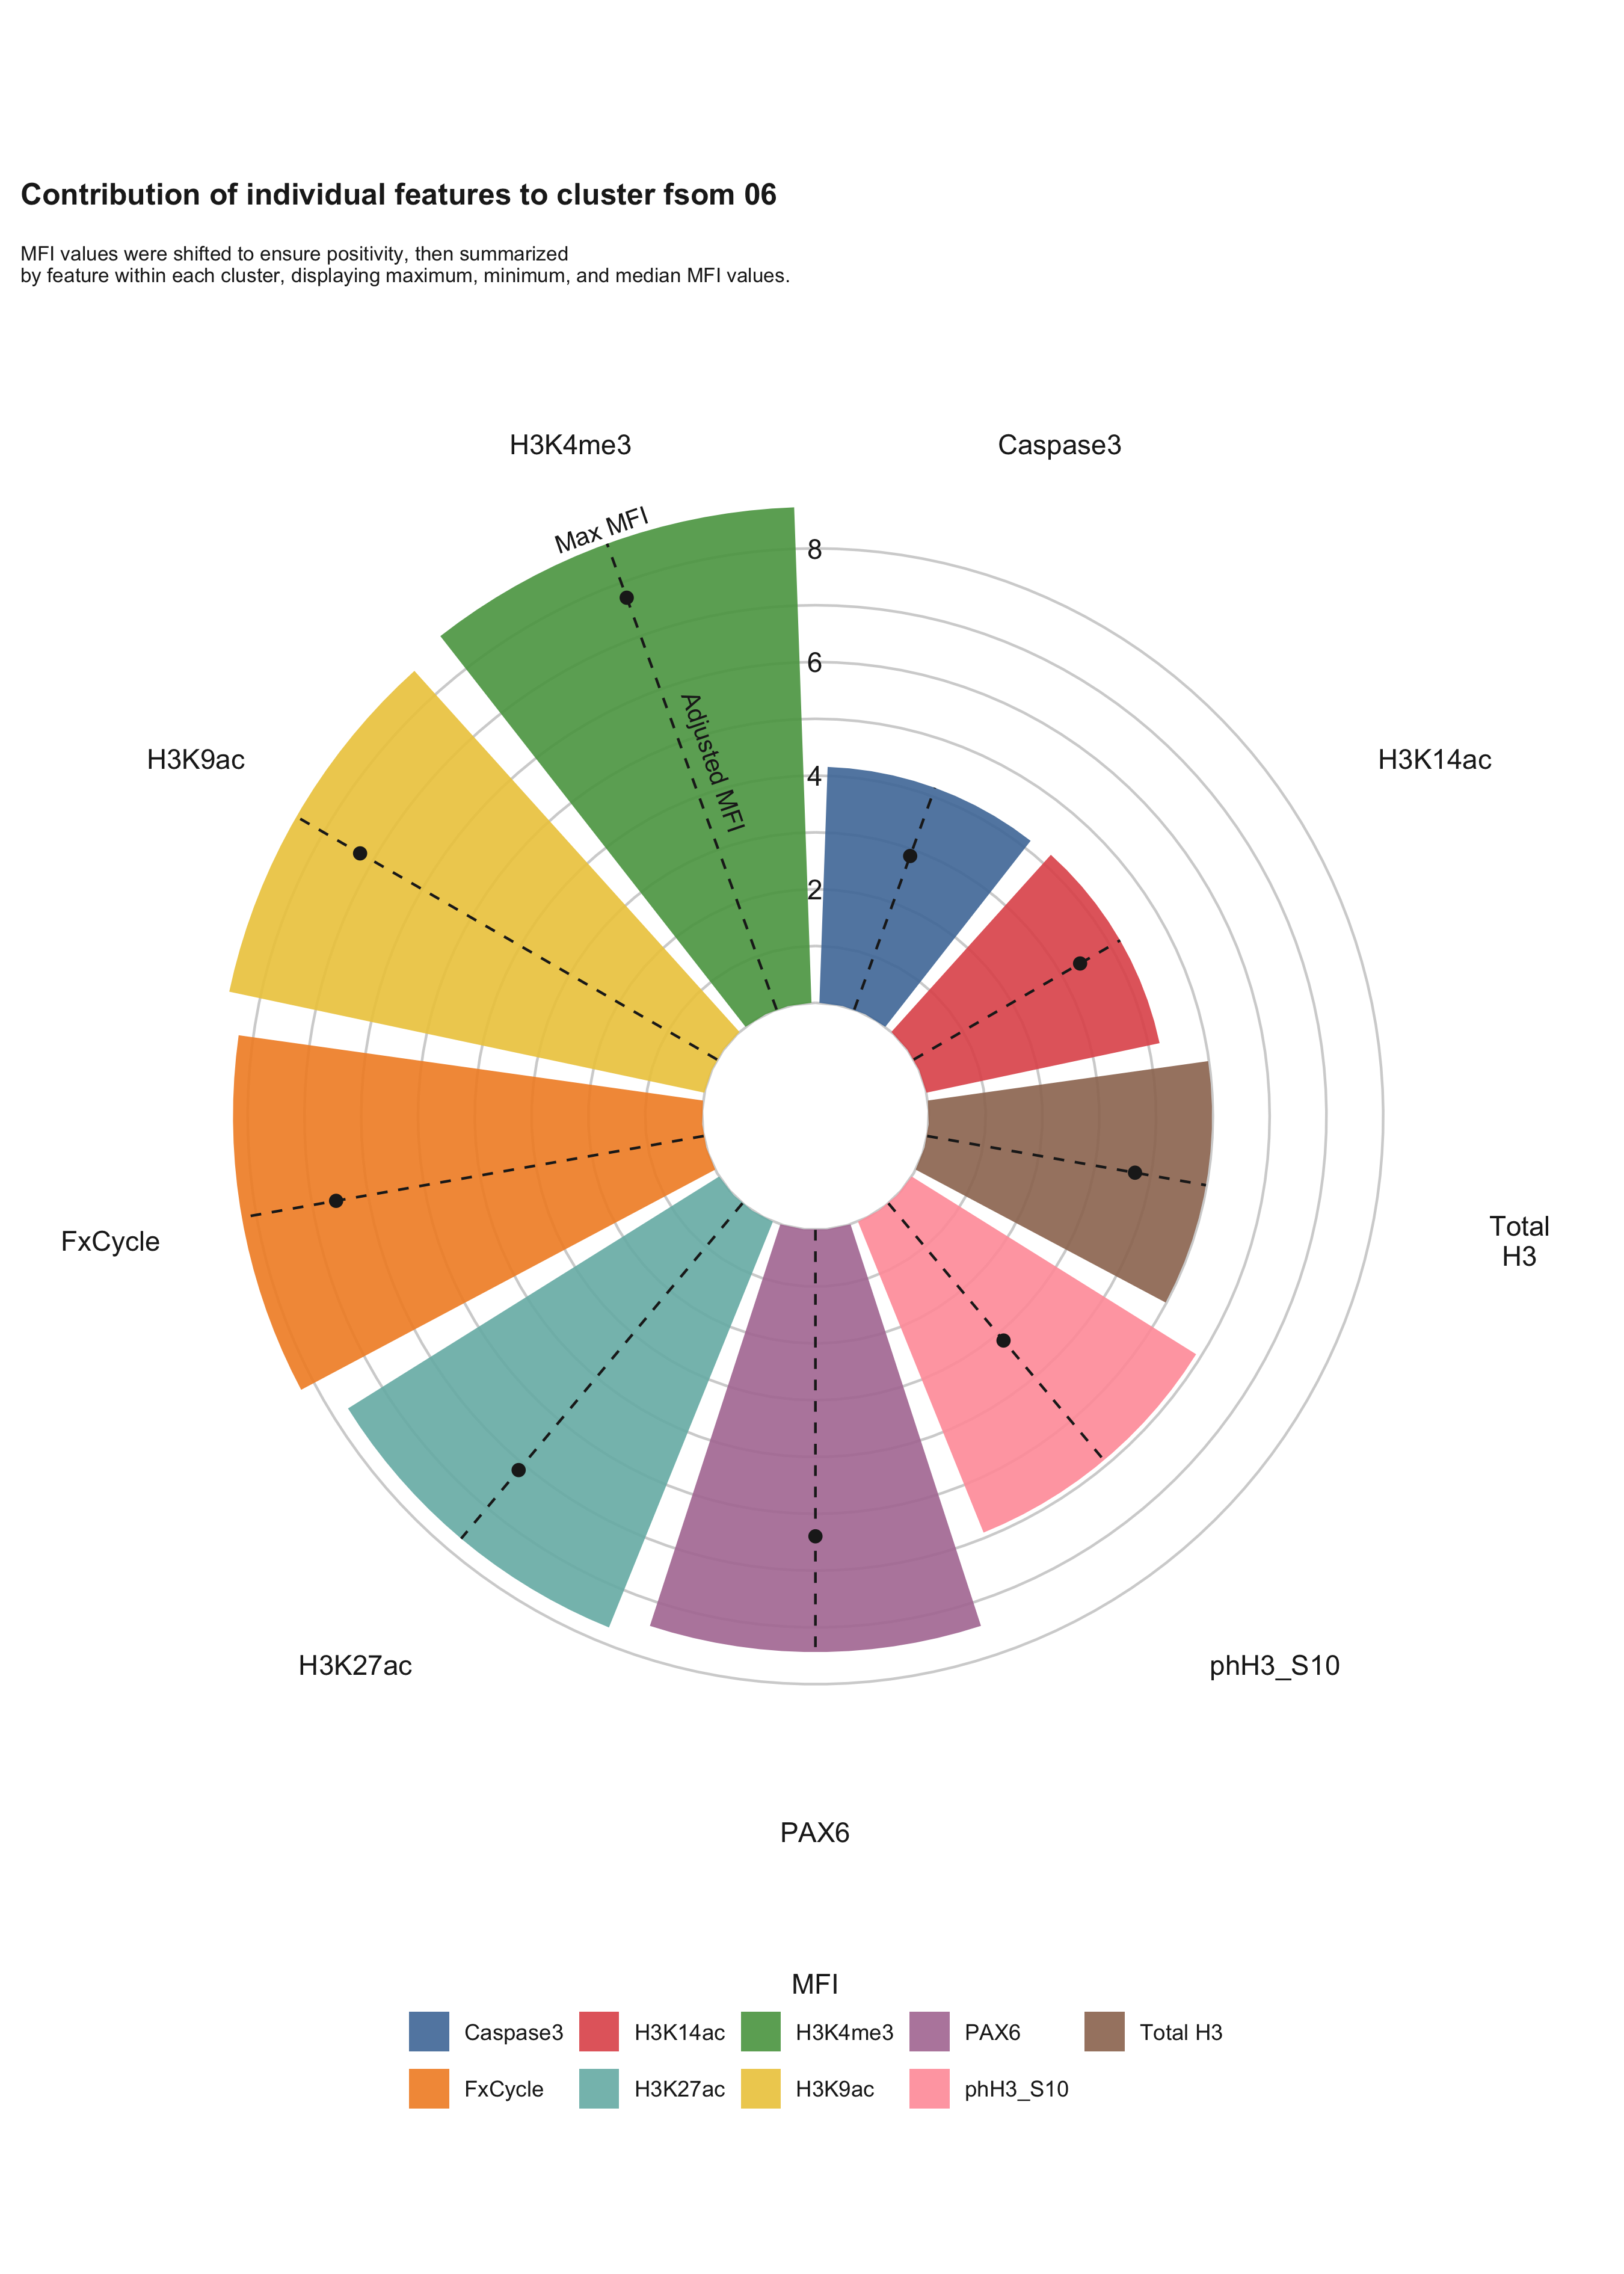 Contribution of individual features to cluster fsom 06
MFI values were shifted to ensure positivity, then summarized
by feature within each cluster, displaying maximum, minimum, and median MFI values.
H3K4me3
Caspase3
Max MFI
8
6
Adjusted MFI
4
2
H3K9ac
H3K14ac
FxCycle
Total
H3
H3K27ac
phH3_S10
PAX6
MFI
Caspase3
H3K14ac
H3K4me3
PAX6
Total H3
FxCycle
H3K27ac
H3K9ac
phH3_S10